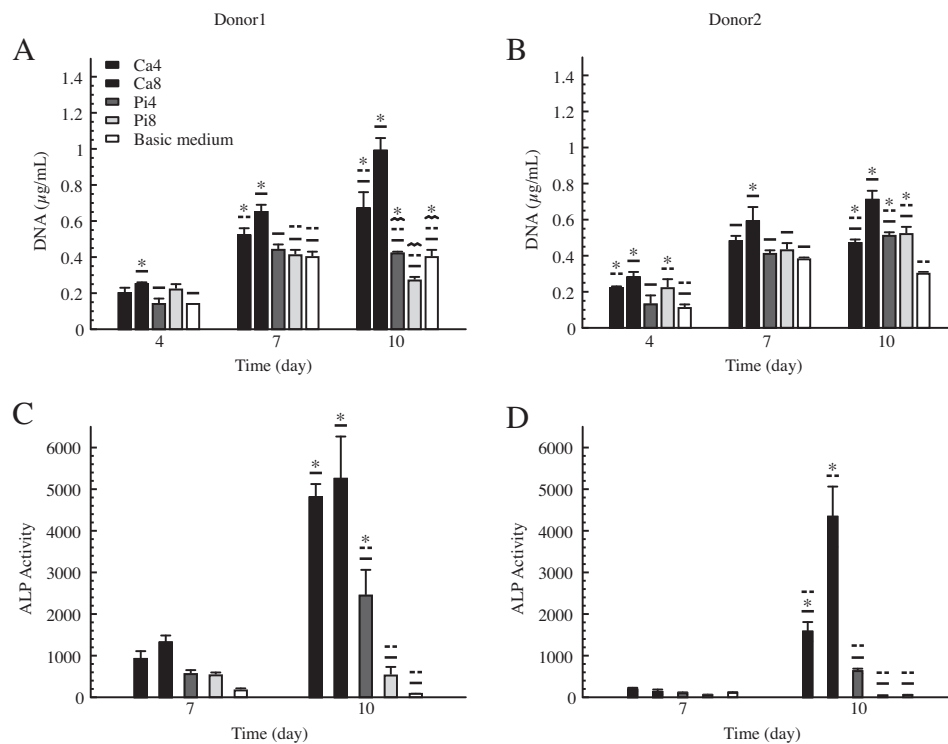 Donor1
Donor2
A
Ca4
Ca8
Pi4
Pi8
Basic medium
1.4
1.2
1
0.8
0.6
0.4
0.2
0
DNA (µg/mL)
* * * * * * * *
4
7
10
Time (day)
B
1.4
1.2
1
0.8
0.6
0.4
0.2
0
DNA (µg/mL)
* * * * * * * *
4
7
10
Time (day)
C
6000
5000
4000
3000
2000
1000
0
ALP Activity
* * *
7
10
Time (day)
D
6000
5000
4000
3000
2000
1000
0
ALP Activity
* *
7
10
Time (day)